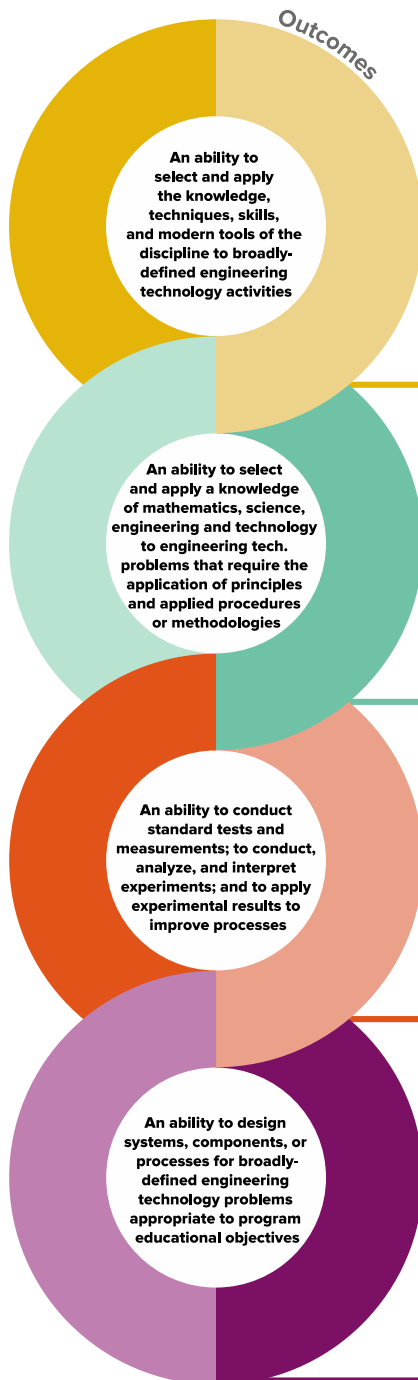 Outcomes
An ability to
select and apply
the knowledge,
techniques, skills,
and modern tools of the
discipline to broadly-
defined engineering
technology activities
An ability to select
and apply a knowledge
of mathematics, science,
engineering and technology
to engineering tech.
problems that require the
application of principles
and applied procedures
or methodologies
An ability to conduct
standard tests and
measurements; to conduct,
analyze, and interpret
experiments; and to apply
experimental results to
improve processes
An ability to design
systems, components, or
processes for broadly-
defined engineering
technology problems
appropriate to program
educational objectives